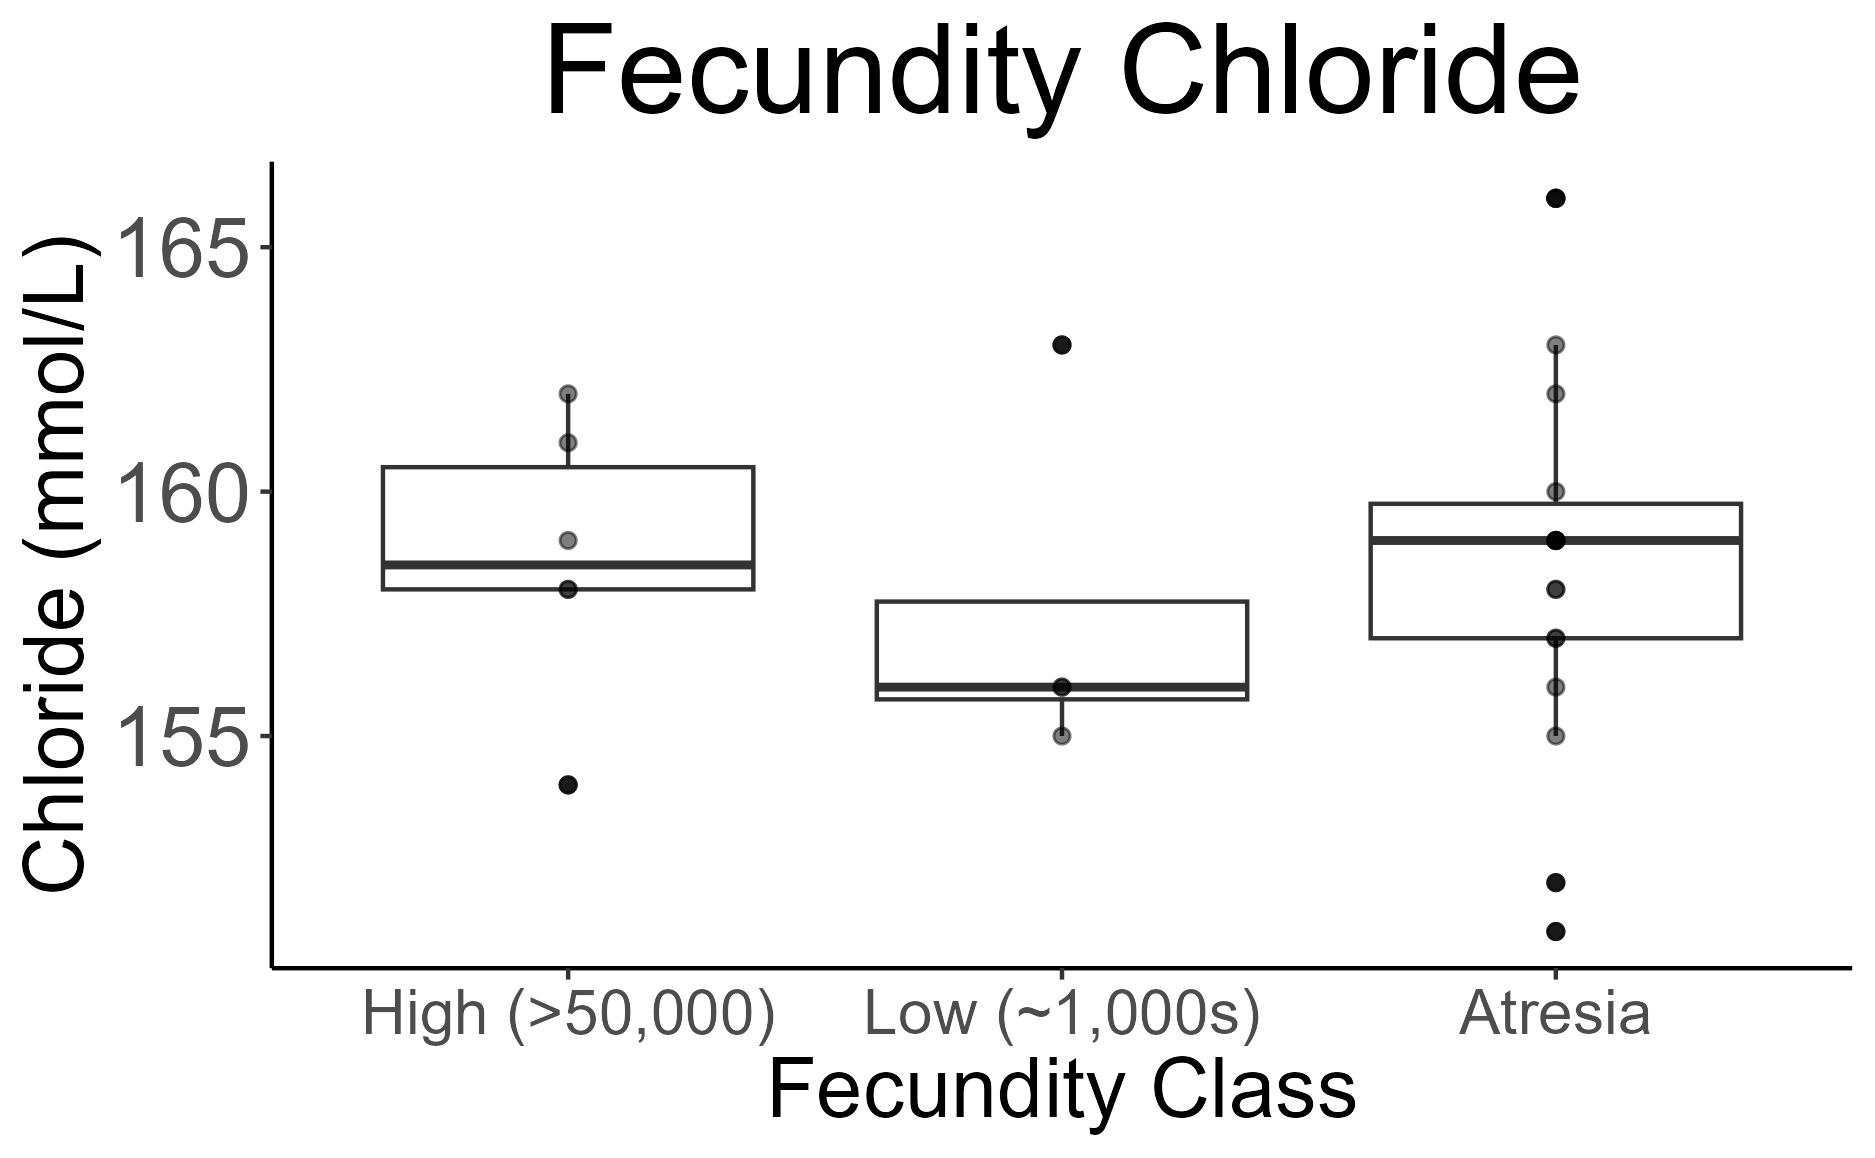 Fecundity Chloride
Chloride (mmol/L)
165
160
155
High (>50,000)
Low (~1,000s)
Atresia
Fecundity Class